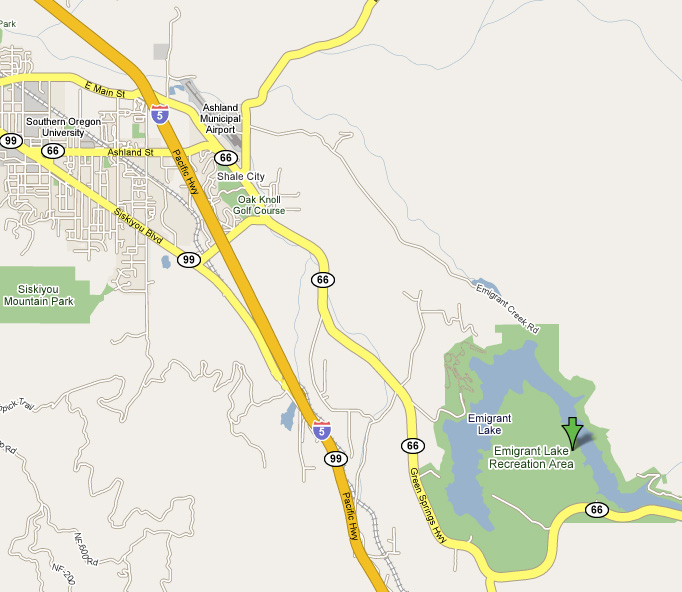 Park
E Main St
5
Ashland
Municipal
Airport
Southern Oregon
University
99
66
Ashland St
66
Pacific Hwy
Shale City
Oak Knoll
Golf Course
Siskiyou Blvd
99
66
Siskiyou
Mountain Park
Emigrant Creek Rd
Emigrant
Lake
5
66
99
Emigrant Lake
Recreation Area
Green Springs Hwy
Pacific Hwy
66
NF-600 Rd
NF-200